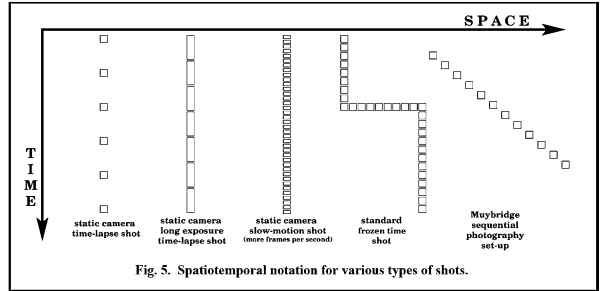 SPACE
TIME
static camera
time-lapse shot
static camera
long exposure
time-lapse shot
static camera
slow-motion shot
(more frames per second)
standard
frozen time
shot
Muybridge
sequential
photography
set-up
Fig. 5. Spatiotemporal notation for various types of shots.